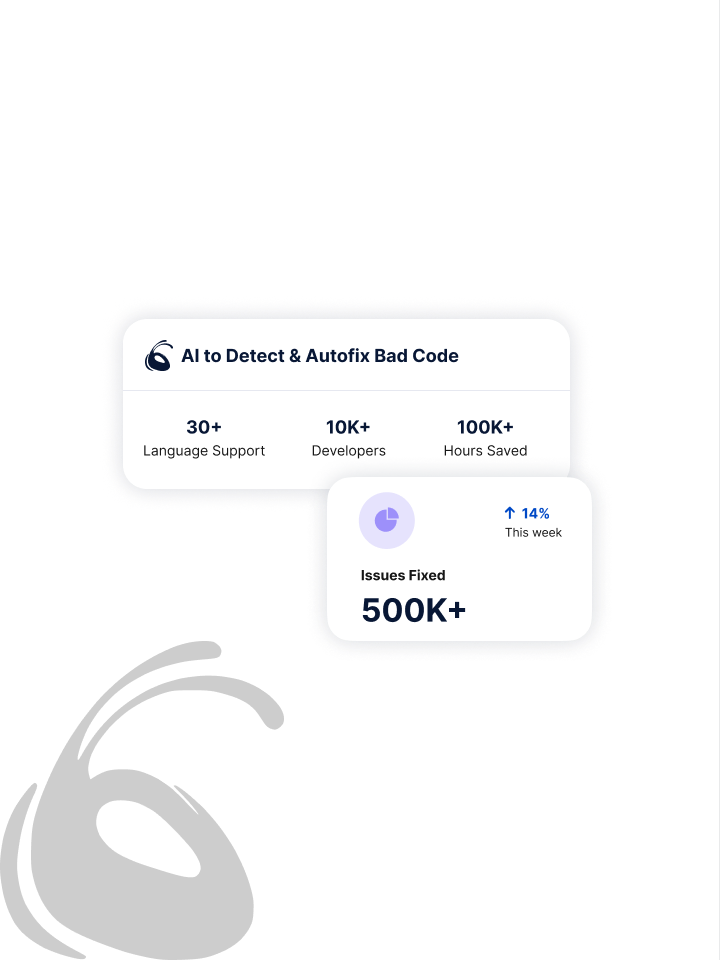 AI to Detect & Autofix Bad Code
30+
Language Support
10K+
Developers
100K+
Hours Saved
↑ 14%
This week
Issues Fixed
500K+